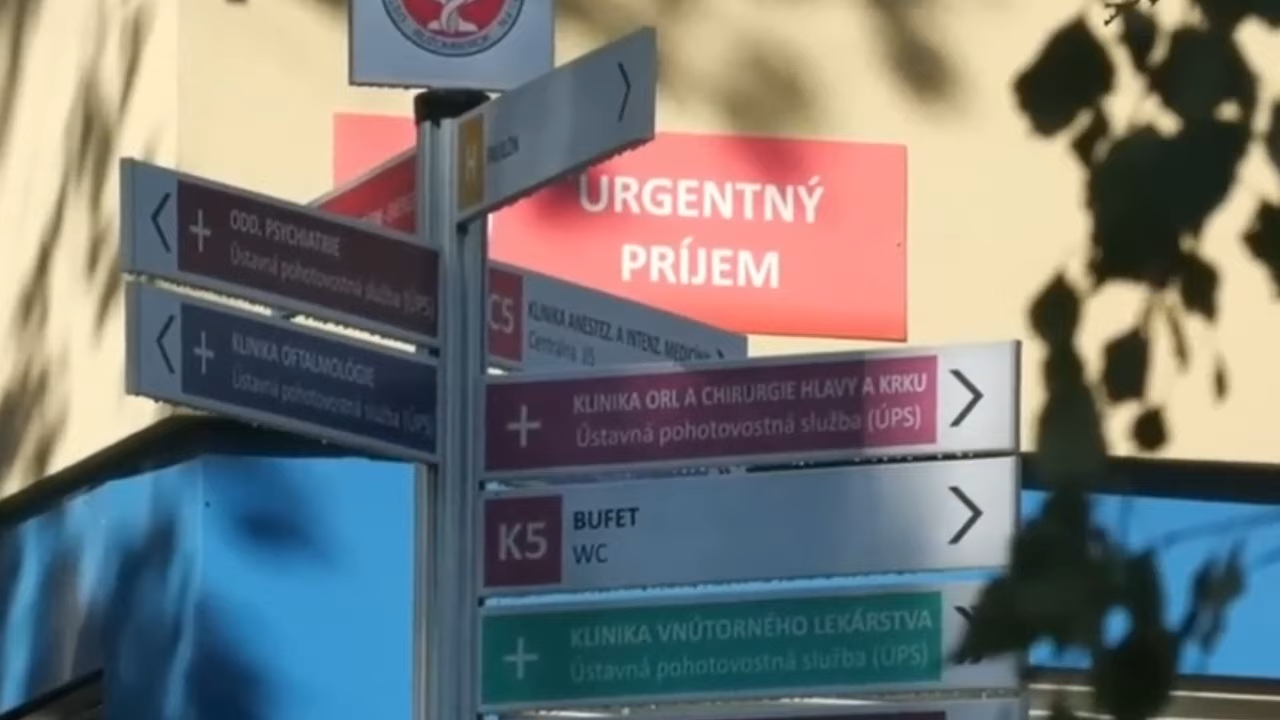 H
URGENTNÝ
PRÍJEM
ODD. PSYCHIATRIE
Ústavná pohotovostná služba (ÚPS)
C5
KLINIKA ANESTEZ. A INTENZ. MEDICÍNY
Centrálna JIS
KLINIKA OFTALMOLÓGIE
Ústavná pohotovostná služba (ÚPS)
KLINIKA ORL A CHIRURGIE HLAVY A KRKU
Ústavná pohotovostná služba (ÚPS)
K5
BUFET
WC
KLINIKA VNÚTORNÉHO LEKÁRSTVA
Ústavná pohotovostná služba (ÚPS)